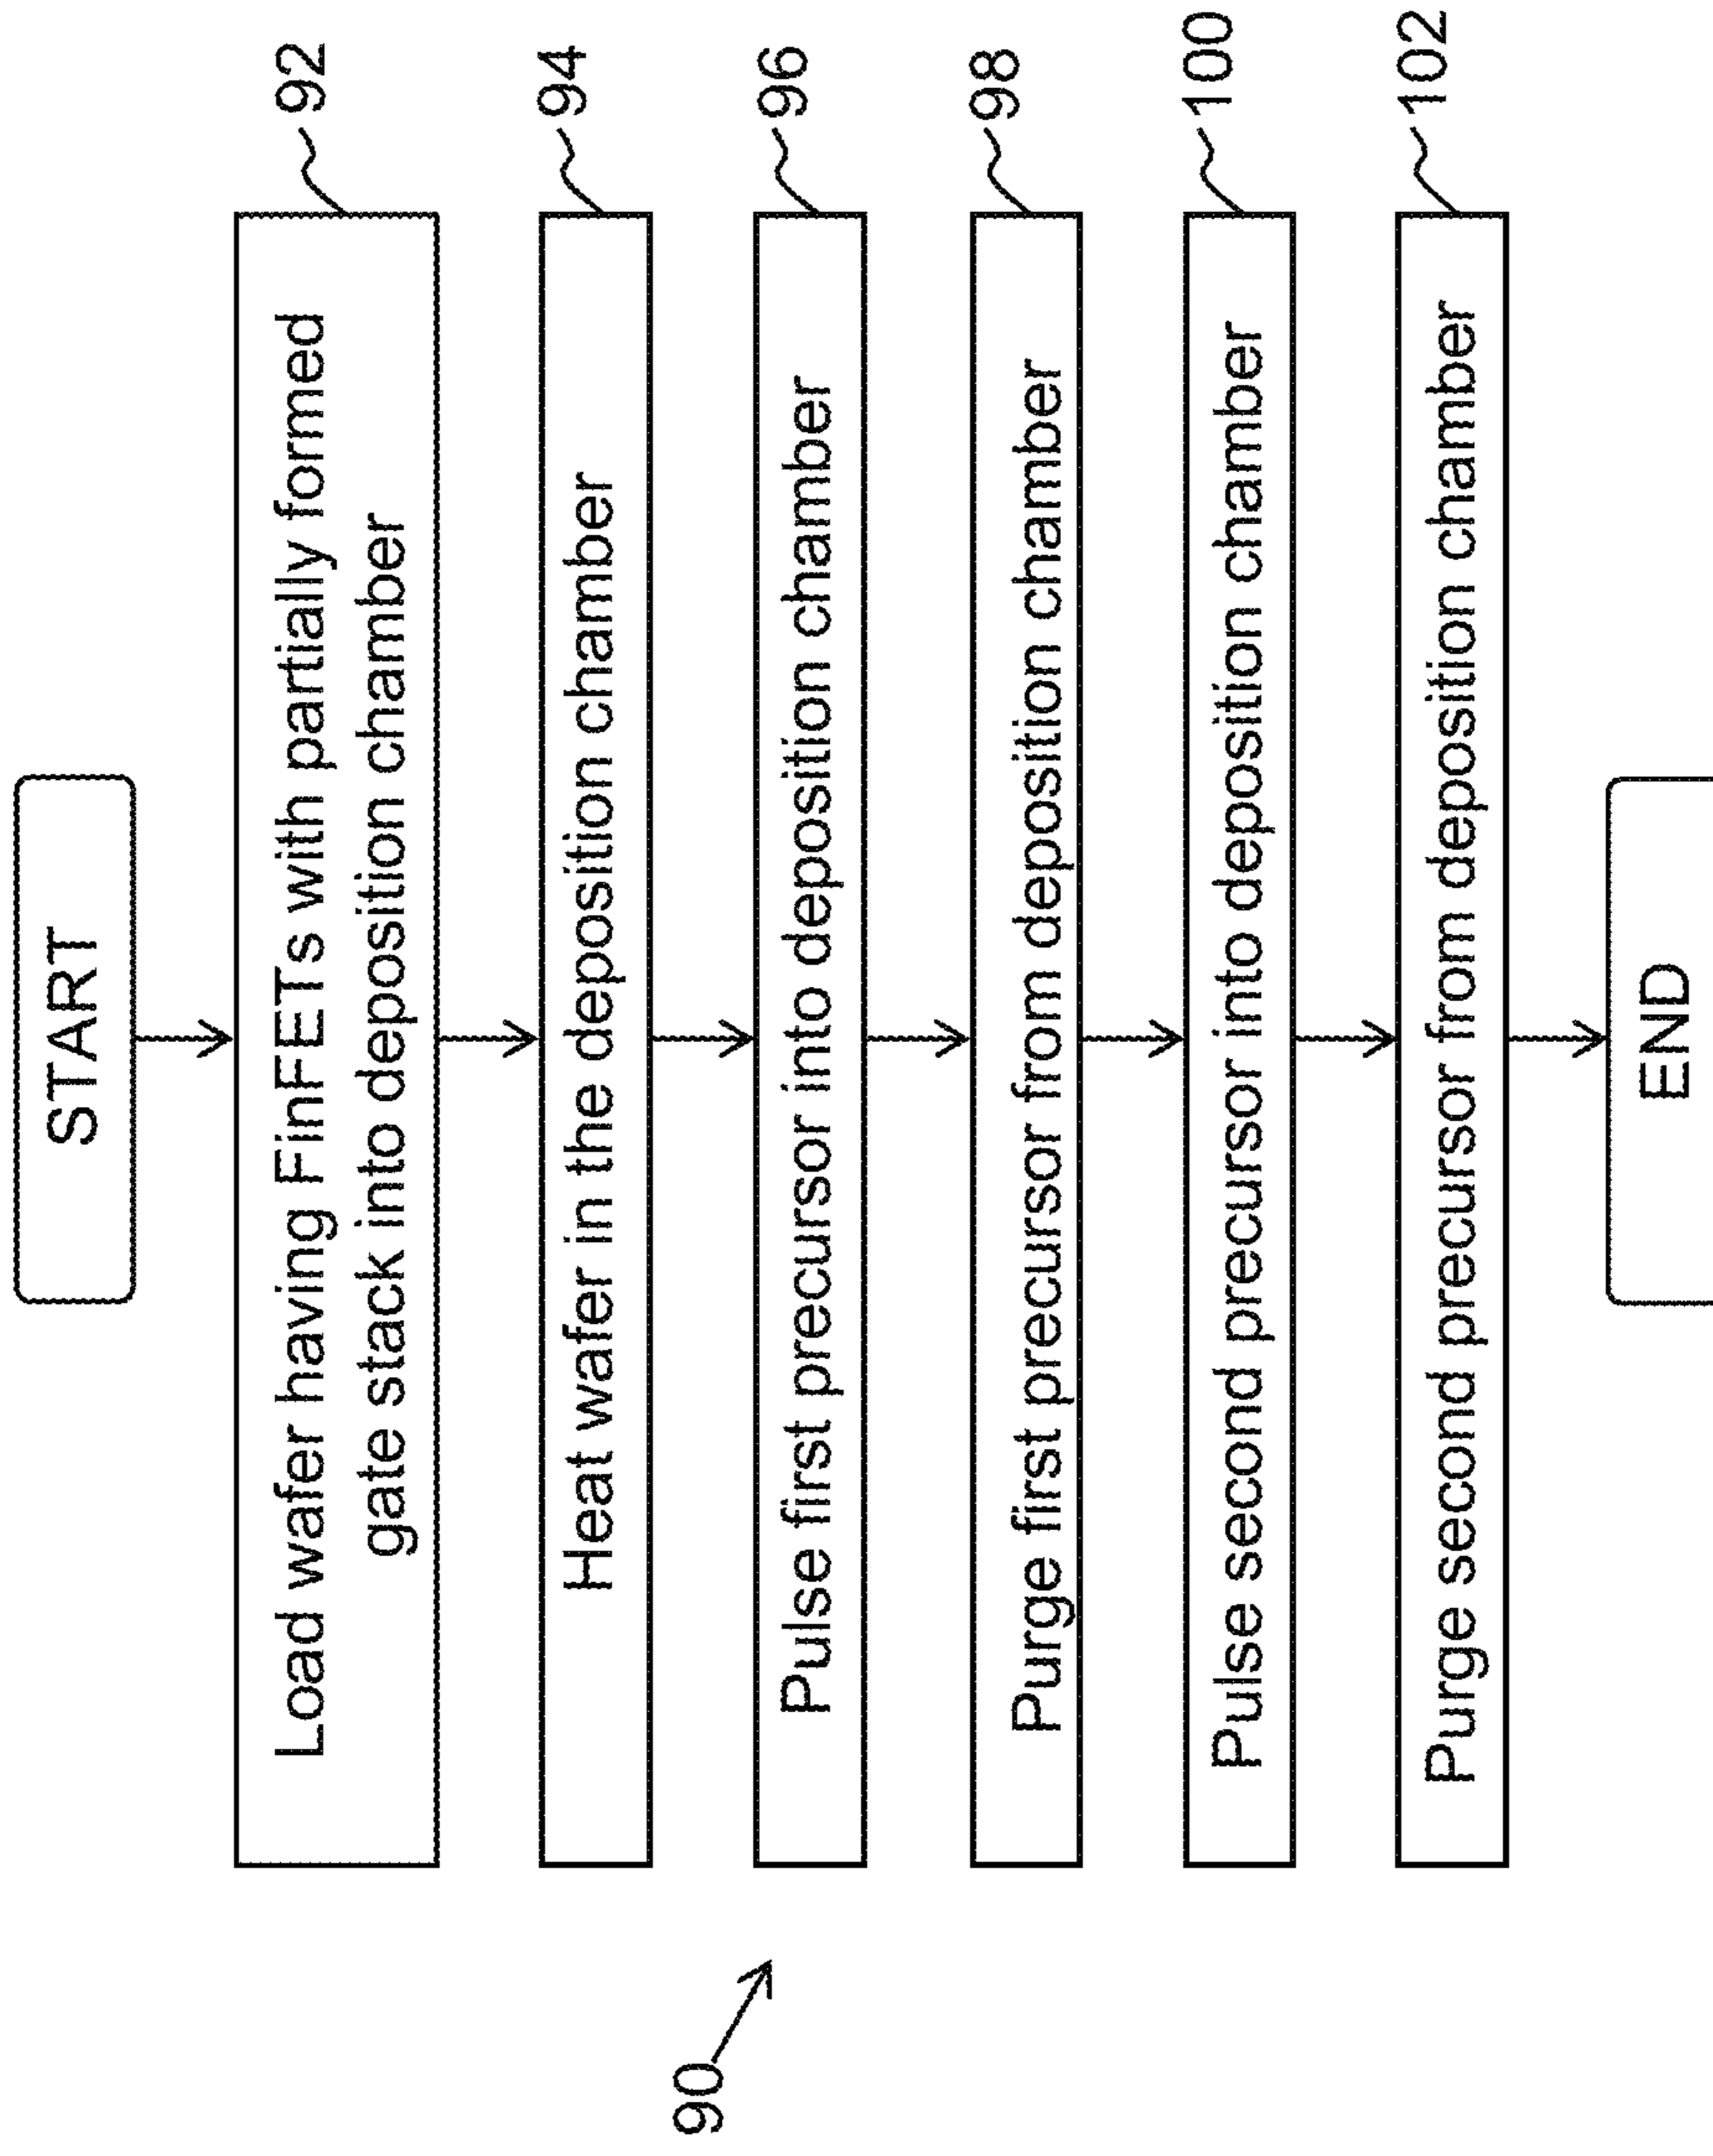 START
Load wafer having FinFETs with partially formed
gate stack into deposition chamber
92
Heat wafer in the deposition chamber
94
Pulse first precursor into deposition chamber
96
Purge first precursor from deposition chamber
98
Pulse second precursor into deposition chamber
100
Purge second precursor from deposition chamber
102
END
90